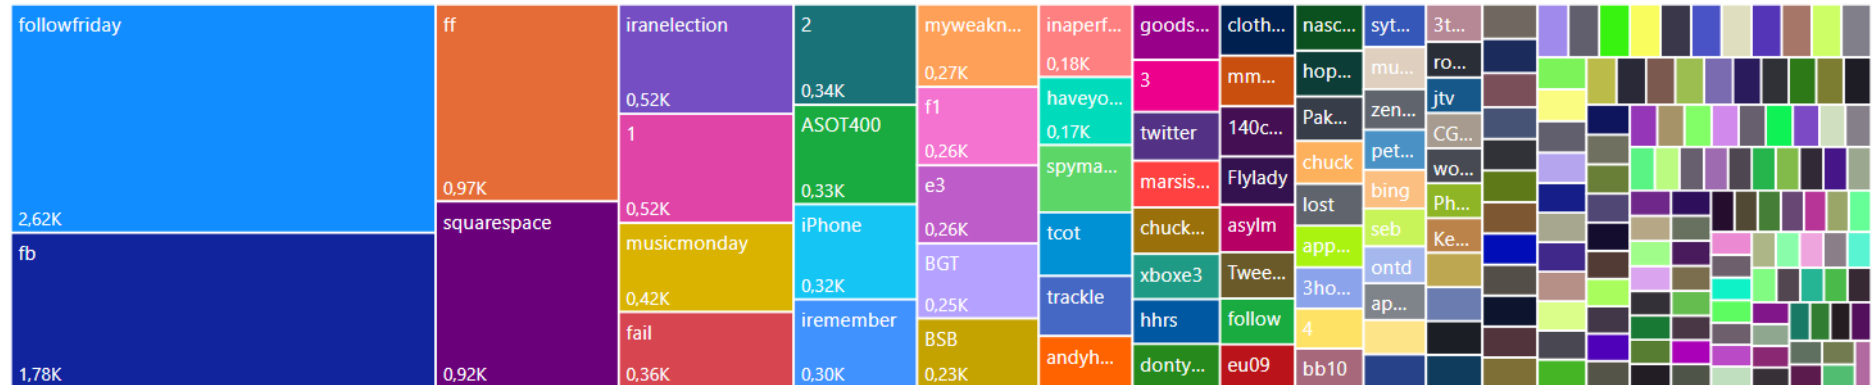 followfriday
2,62K
fb
1,78K
ff
0,97K
squarespace
0,92K
iranelection
0,52K
1
0,52K
musicmonday
0,42K
fail
0,36K
2
0,34K
ASOT400
0,33K
iPhone
0,32K
iremember
0,30K
myweakn...
0,27K
f1
0,26K
e3
0,26K
BGT
0,25K
BSB
0,23K
inaperf...
0,18K
haveyo...
0,17K
spyma...
tcot
trackle
andyh...
goods...
3
twitter
marsis...
chuck...
xboxe3
hhrs
donty...
cloth...
mm...
140c...
Flylady
asylm
Twee...
follow
eu09
nasc...
hop...
Pak...
chuck
lost
app...
3ho...
4
bb10
syt...
mu...
zen...
pet...
bing
seb
ontd
ap...
3t...
ro...
jtv
CG...
wo...
Ph...
Ke...